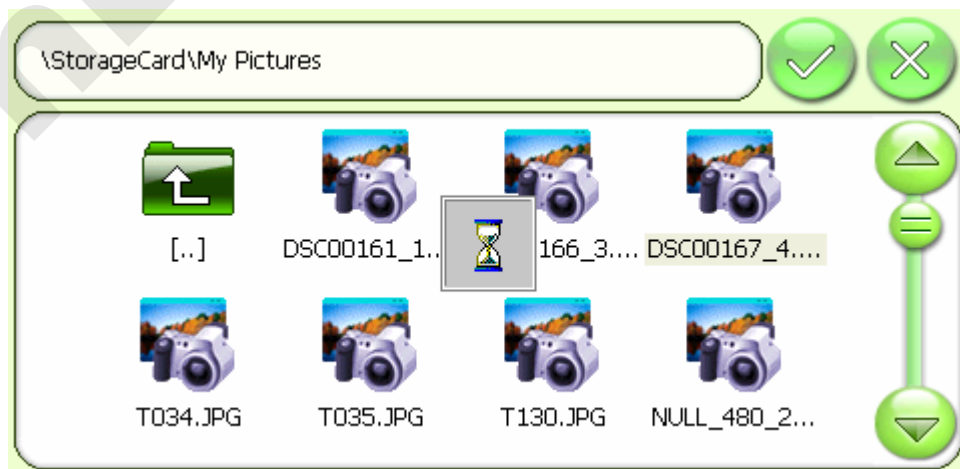 \StorageCard\My Pictures
[..] DSC00161_1.. 166_3.... DSC00167_4....
T034.JPG T035.JPG T130.JPG NULL_480_2...